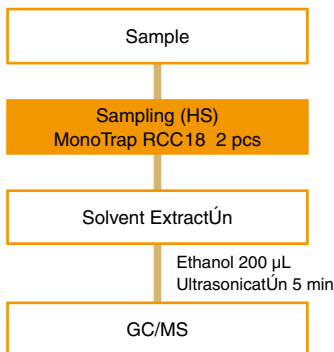 Sample
Sampling (HS)
MonoTrap RCC18 2 pcs
Solvent ExtractÚn
Ethanol 200 µL
UltrasonicatÚn 5 min
GC/MS